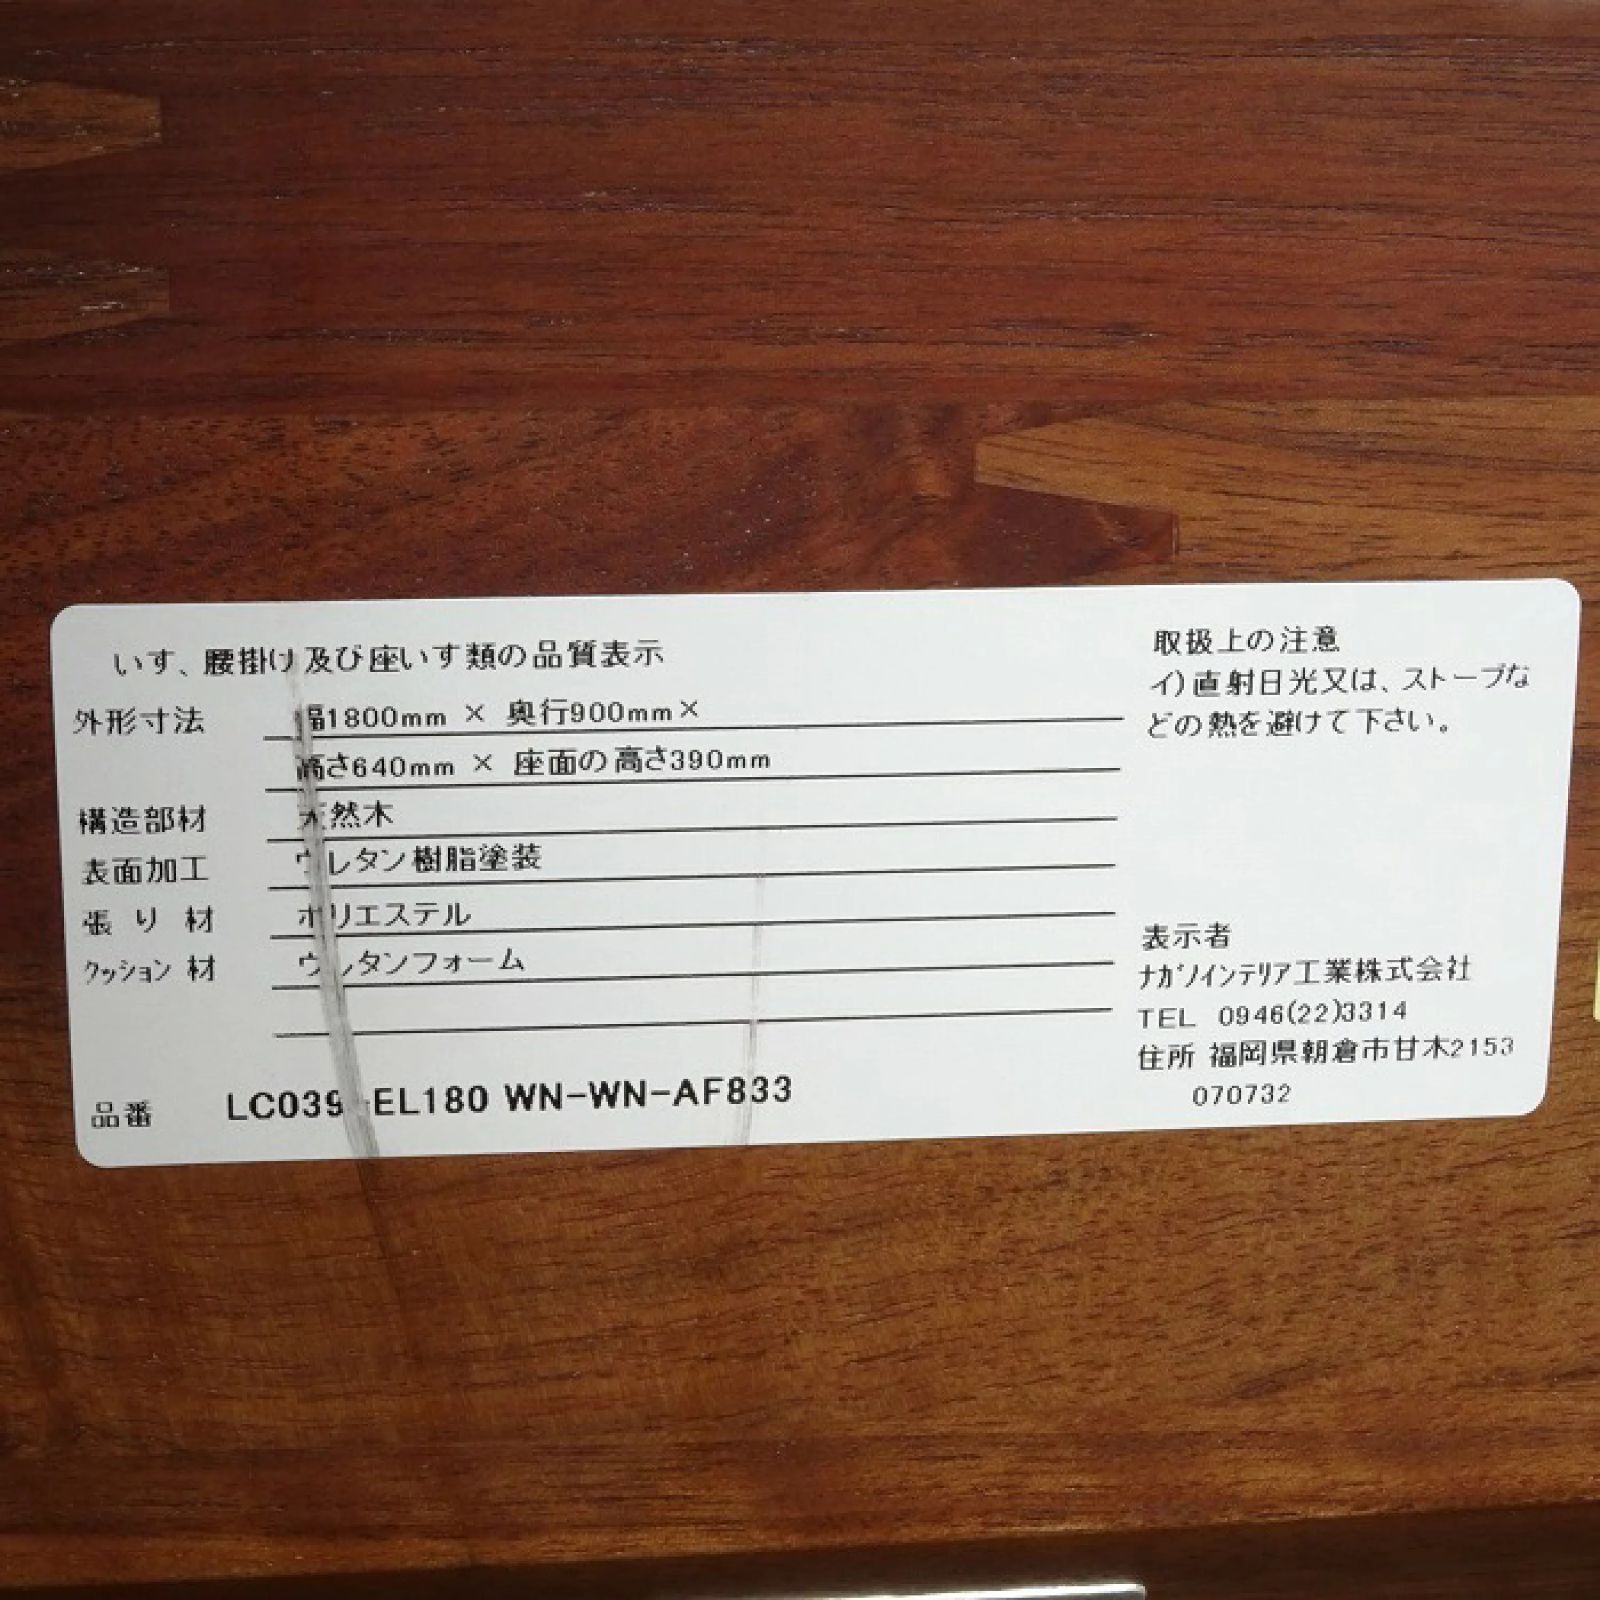 いす、腰掛け及び座いす類の品質表示
外形寸法 幅1800mm × 奥行900mm×
高さ640mm × 座面の高さ390mm
構造部材 天然木
表面加工 ウレタン樹脂塗装
張り材 ポリエステル
クッション材 ウレタンフォーム
品番 LC039 EL180 WN-WN-AF833
取扱上の注意
イ)直射日光又は、ストーブな
どの熱を避けて下さい。
表示者
ナガノインテリア工業株式会社
TEL 0946(22)3314
住所 福岡県朝倉市甘木2153
070732